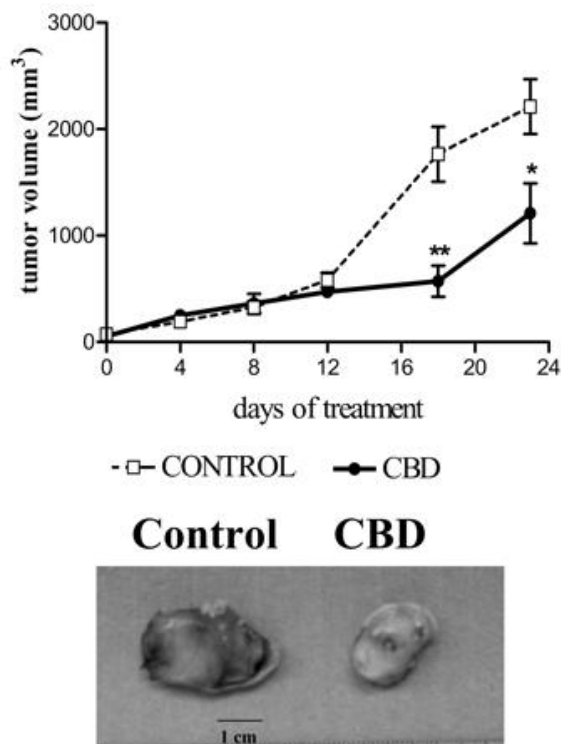 3000
2000
1000
0
tumor volume (mm³)
**
*
0 4 8 12 16 20 24
days of treatment
CONTROL CBD
Control CBD
1 cm